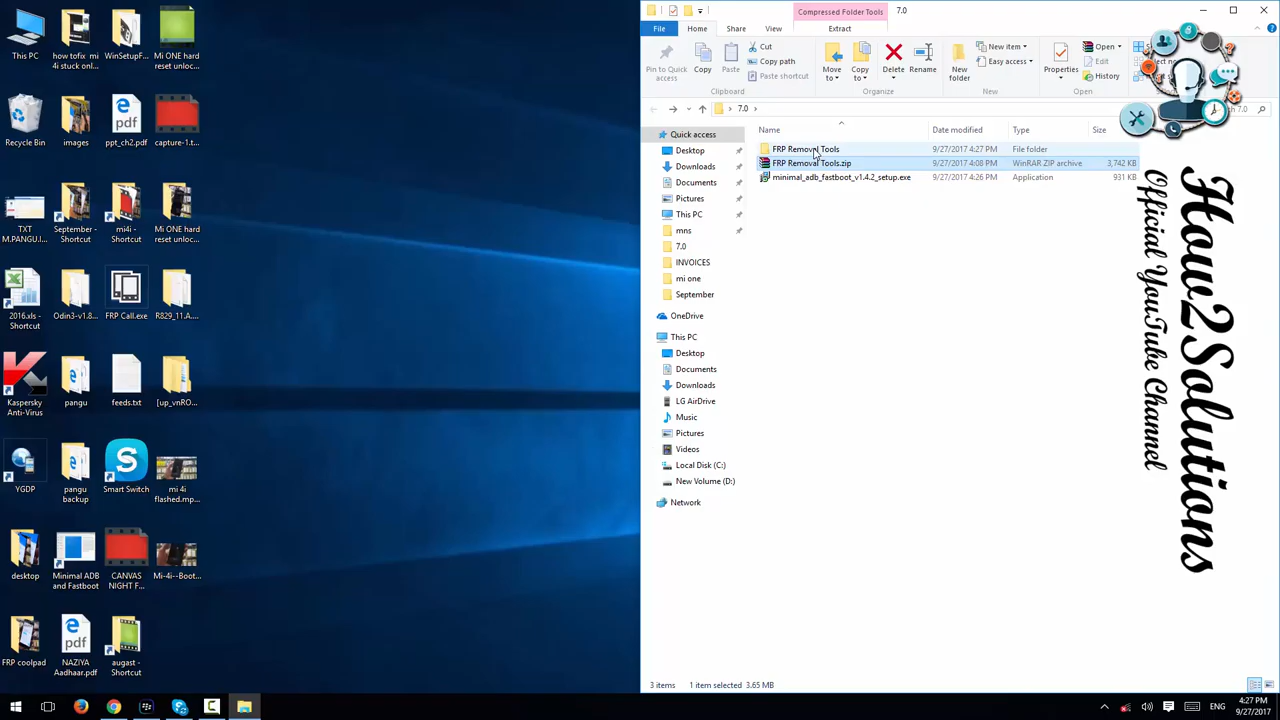 This PC
how tofix mi
4i stuck onl...
WinSetupF...
Mi ONE hard
reset unloc...
Recycle Bin
images
ppt_ch2.pdf
capture-1.t...
TXT
M.PANGU....
September -
Shortcut
mi4i -
Shortcut
Mi ONE hard
reset unloc...
2016.xls -
Shortcut
Odin3-v1.8...
FRP Call.exe
R829_11.A....
Kaspersky
Anti-Virus
pangu
feeds.txt
[up_vnRO...
YGDP
pangu
backup
Smart Switch
mi 4i
flashed.mp...
desktop
Minimal ADB
and Fastboot
CANVAS
NIGHT F...
Mi-4i--Boot...
FRP coolpad
NAZIYA
Aadhaar.pdf
augast -
Shortcut
Compressed Folder Tools
7.0
File
Home
Share
View
Extract
Pin to Quick
access
Copy
Paste
Cut
Copy path
Paste shortcut
Move
to
Copy
to
Delete
Rename
New
folder
New item
Easy access
Properties
Open
Edit
History
Clipboard
Organize
New
Open
7.0
7.0
Name
Date modified
Type
Size
FRP Removal Tools
9/27/2017 4:27 PM
File folder
FRP Removal Tools.zip
9/27/2017 4:08 PM
WinRAR ZIP archive
3,742 KB
minimal_adb_fastboot_v1.4.2_setup.exe
9/27/2017 4:26 PM
Application
931 KB
Quick access
Desktop
Downloads
Documents
Pictures
This PC
mns
7.0
INVOICES
mi one
September
OneDrive
This PC
Desktop
Documents
Downloads
LG AirDrive
Music
Pictures
Videos
Local Disk (C:)
New Volume (D:)
Network
How2Solutions
Official YouTube Channel
3 items
1 item selected 3.65 MB
ENG
4:27 PM
9/27/2017